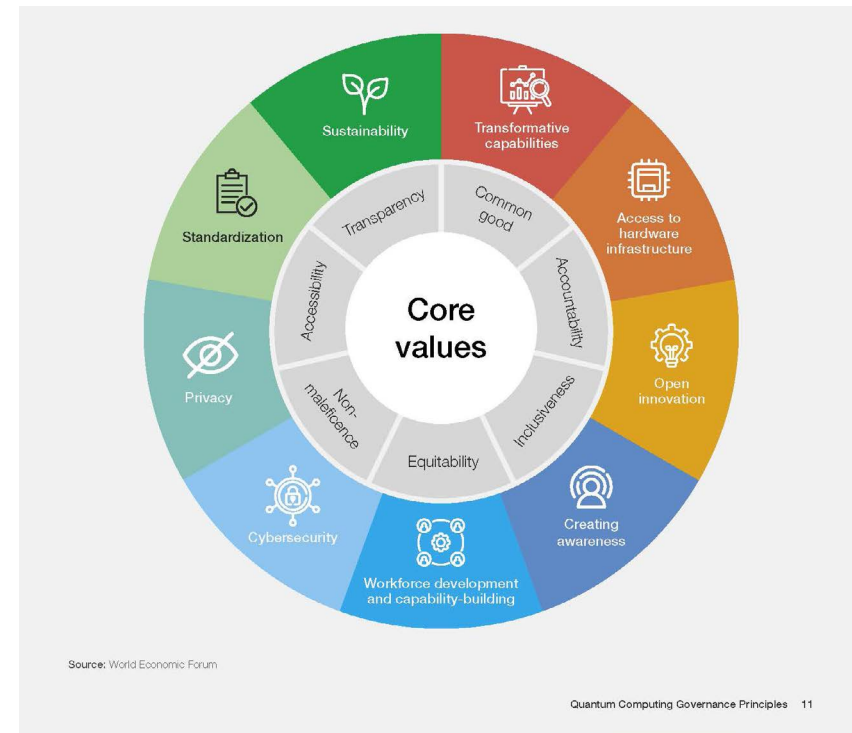 Sustainability
Transformative
capabilities
Access to
hardware
infrastructure
Open
innovation
Creating
awareness
Workforce development
and capability-building
Cybersecurity
Privacy
Standardization
Transparency
Common
good
Accountability
Inclusiveness
Equitability
Non-
maleficence
Accessibility
Core
values
Source: World Economic Forum
Quantum Computing Governance Principles 11